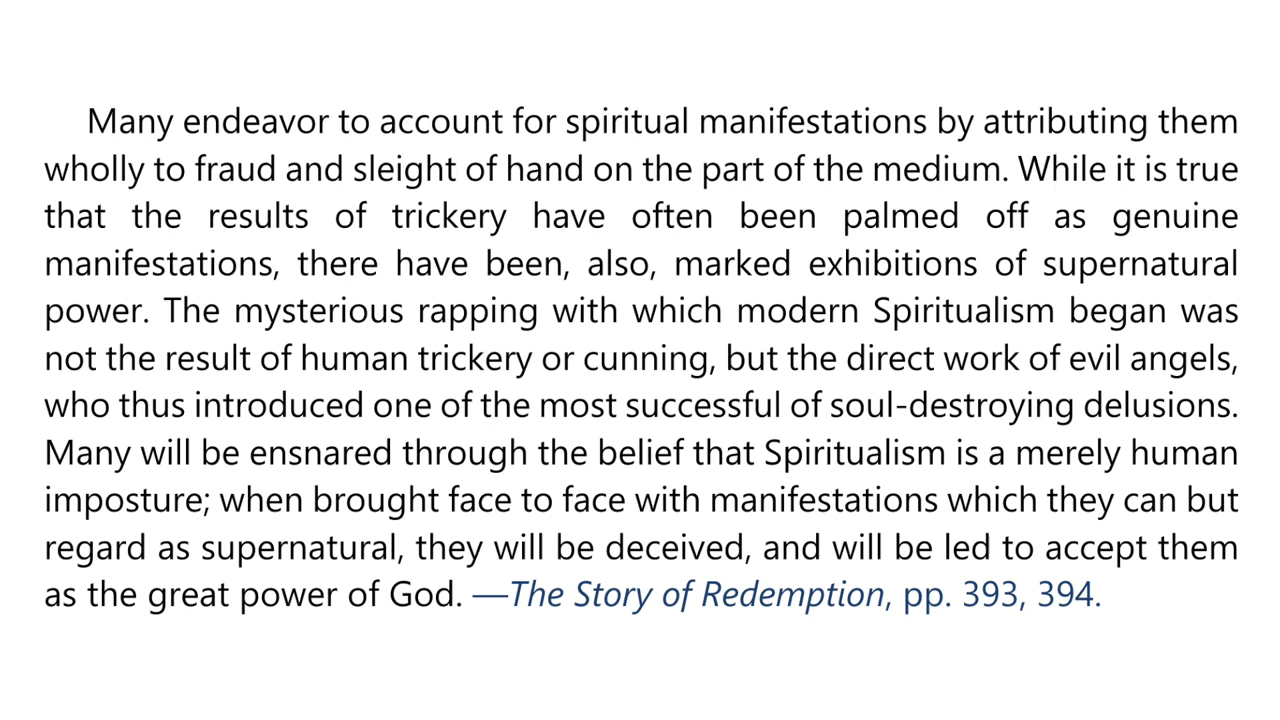 Many endeavor to account for spiritual manifestations by attributing them
wholly to fraud and sleight of hand on the part of the medium. While it is true
that the results of trickery have often been palmed off as genuine
manifestations, there have been, also, marked exhibitions of supernatural
power. The mysterious rapping with which modern Spiritualism began was
not the result of human trickery or cunning, but the direct work of evil angels,
who thus introduced one of the most successful of soul-destroying delusions.
Many will be ensnared through the belief that Spiritualism is a merely human
imposture; when brought face to face with manifestations which they can but
regard as supernatural, they will be deceived, and will be led to accept them
as the great power of God. —The Story of Redemption, pp. 393, 394.